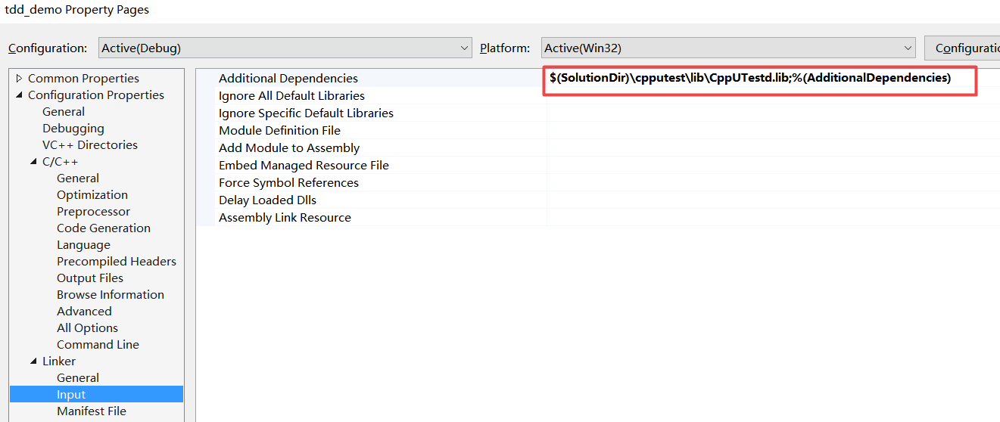 tdd_demo Property Pages
Configuration: Active(Debug) Platform: Active(Win32) Configuratio
Common Properties
Configuration Properties
General
Debugging
VC++ Directories
C/C++
General
Optimization
Preprocessor
Code Generation
Language
Precompiled Headers
Output Files
Browse Information
Advanced
All Options
Command Line
Linker
General
Input
Manifest File
Additional Dependencies $(SolutionDir)\cpputest\lib\CppUTestd.lib;%(AdditionalDependencies)
Ignore All Default Libraries
Ignore Specific Default Libraries
Module Definition File
Add Module to Assembly
Embed Managed Resource File
Force Symbol References
Delay Loaded Dlls
Assembly Link Resource